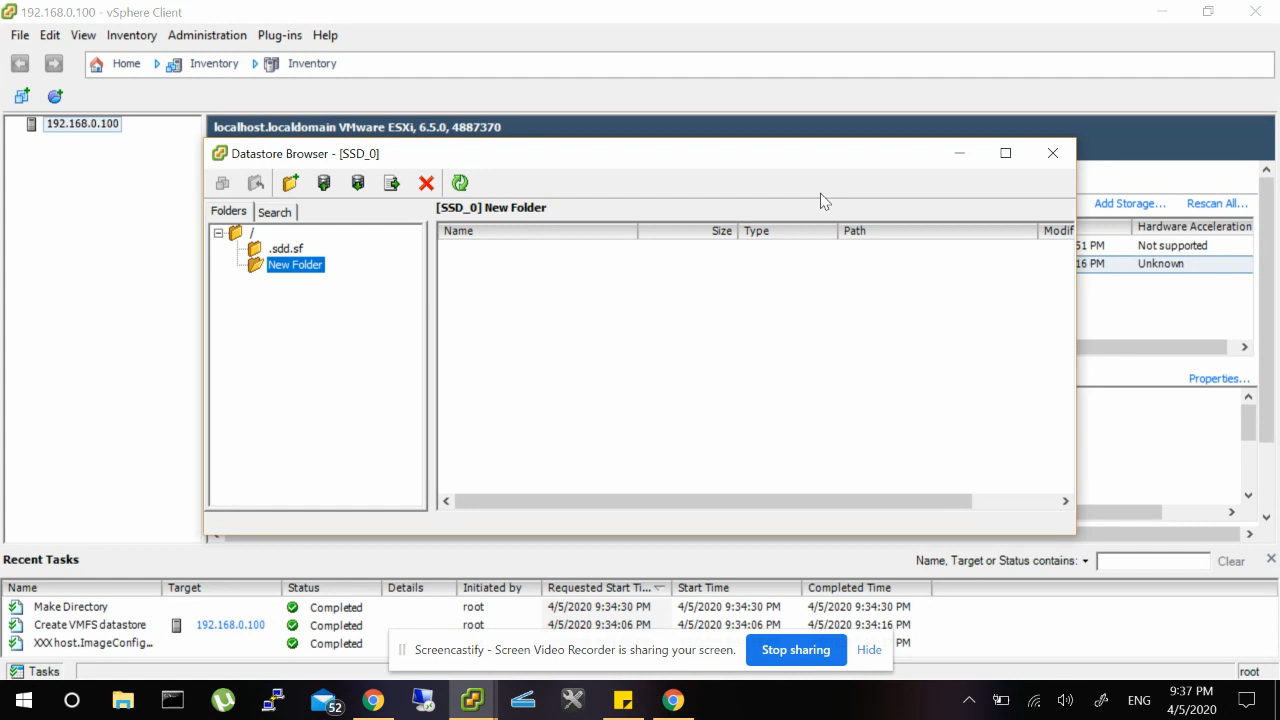 192.168.0.100 - vSphere Client
File Edit View Inventory Administration Plug-ins Help
Home Inventory Inventory
192.168.0.100
localhost.localdomain VMware ESXi, 6.5.0, 4887370
Datastore Browser - [SSD_0]
Folders Search
[SSD_0] New Folder
Name Size Type Path Modif
/
.sdd.sf
New Folder
Add Storage... Rescan All...
Hardware Acceleration
51 PM Not supported
16 PM Unknown
Properties...
Recent Tasks
Name, Target or Status contains: Clear
Name Target Status Details Initiated by Requested Start Ti... Start Time Completed Time
Make Directory Completed root 4/5/2020 9:34:30 PM 4/5/2020 9:34:30 PM 4/5/2020 9:34:30 PM
Create VMFS datastore 192.168.0.100 Completed root 4/5/2020 9:34:06 PM 4/5/2020 9:34:06 PM 4/5/2020 9:34:16 PM
XXX host.ImageConfig... Completed PM
Screencastify - Screen Video Recorder is sharing your screen. Stop sharing Hide
Tasks root
52
ENG
9:37 PM
4/5/2020